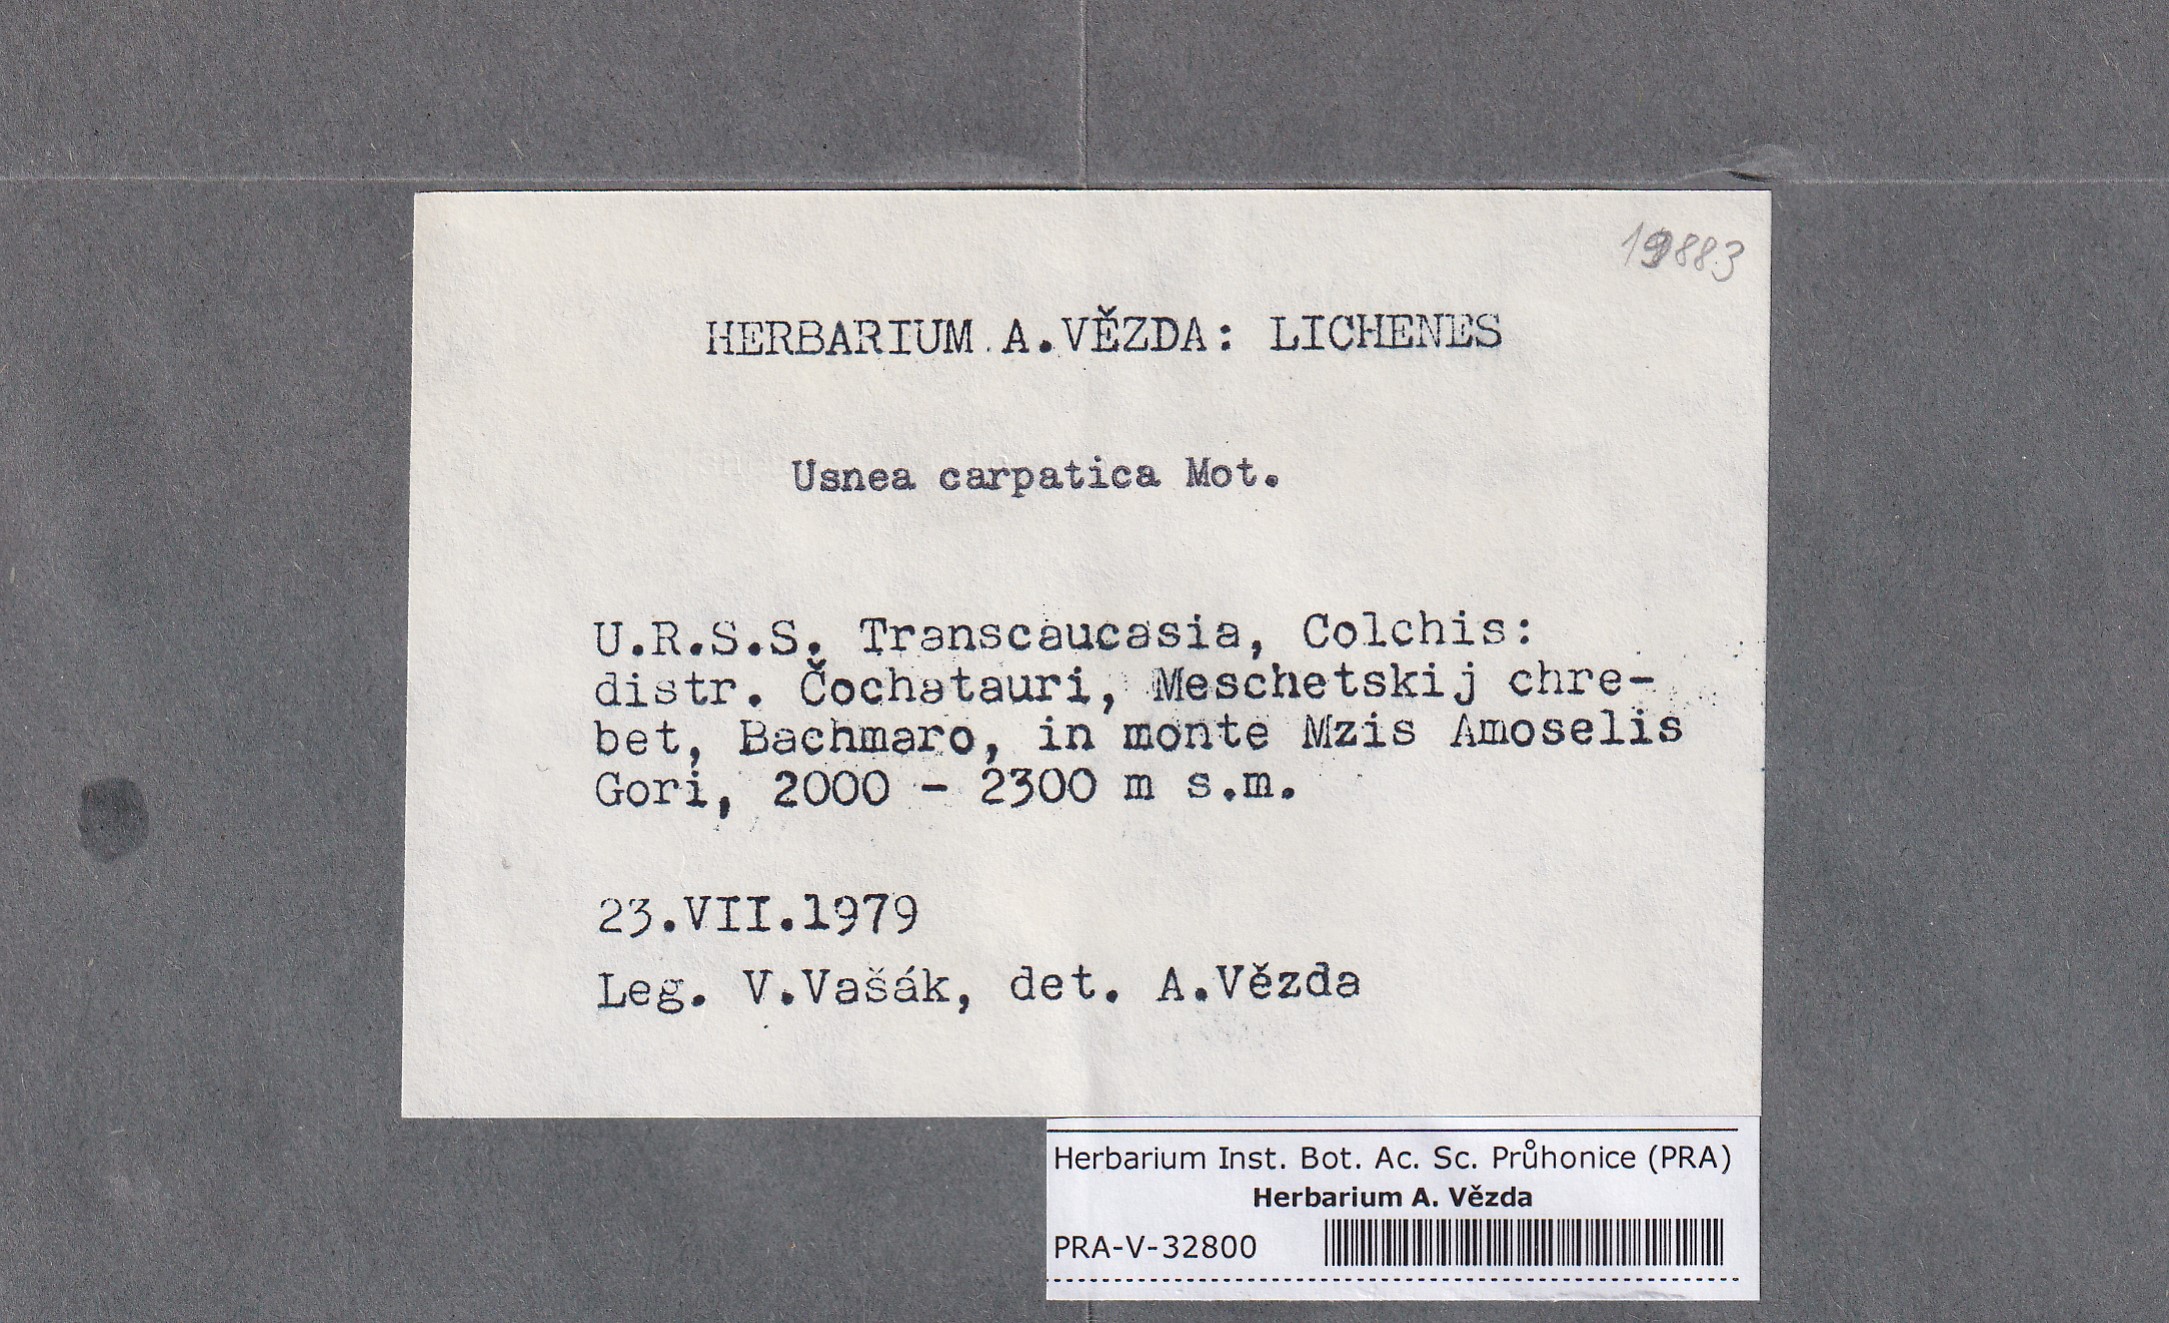 19883
HERBARIUM A.VĚZDA: LICHENES
Usnea carpatica Mot.
U.R.S.S. Transcaucasia, Colchis:
distr. Čochatauri, Meschetskij chre-
bet, Bachmaro, in monte Mzis Amoselis
Gori, 2000 - 2300 m s.m.
23.VII.1979
Leg. V.Vašák, det. A.Vězda
Herbarium Inst. Bot. Ac. Sc. Průhonice (PRA)
Herbarium A. Vězda
PRA-V-32800